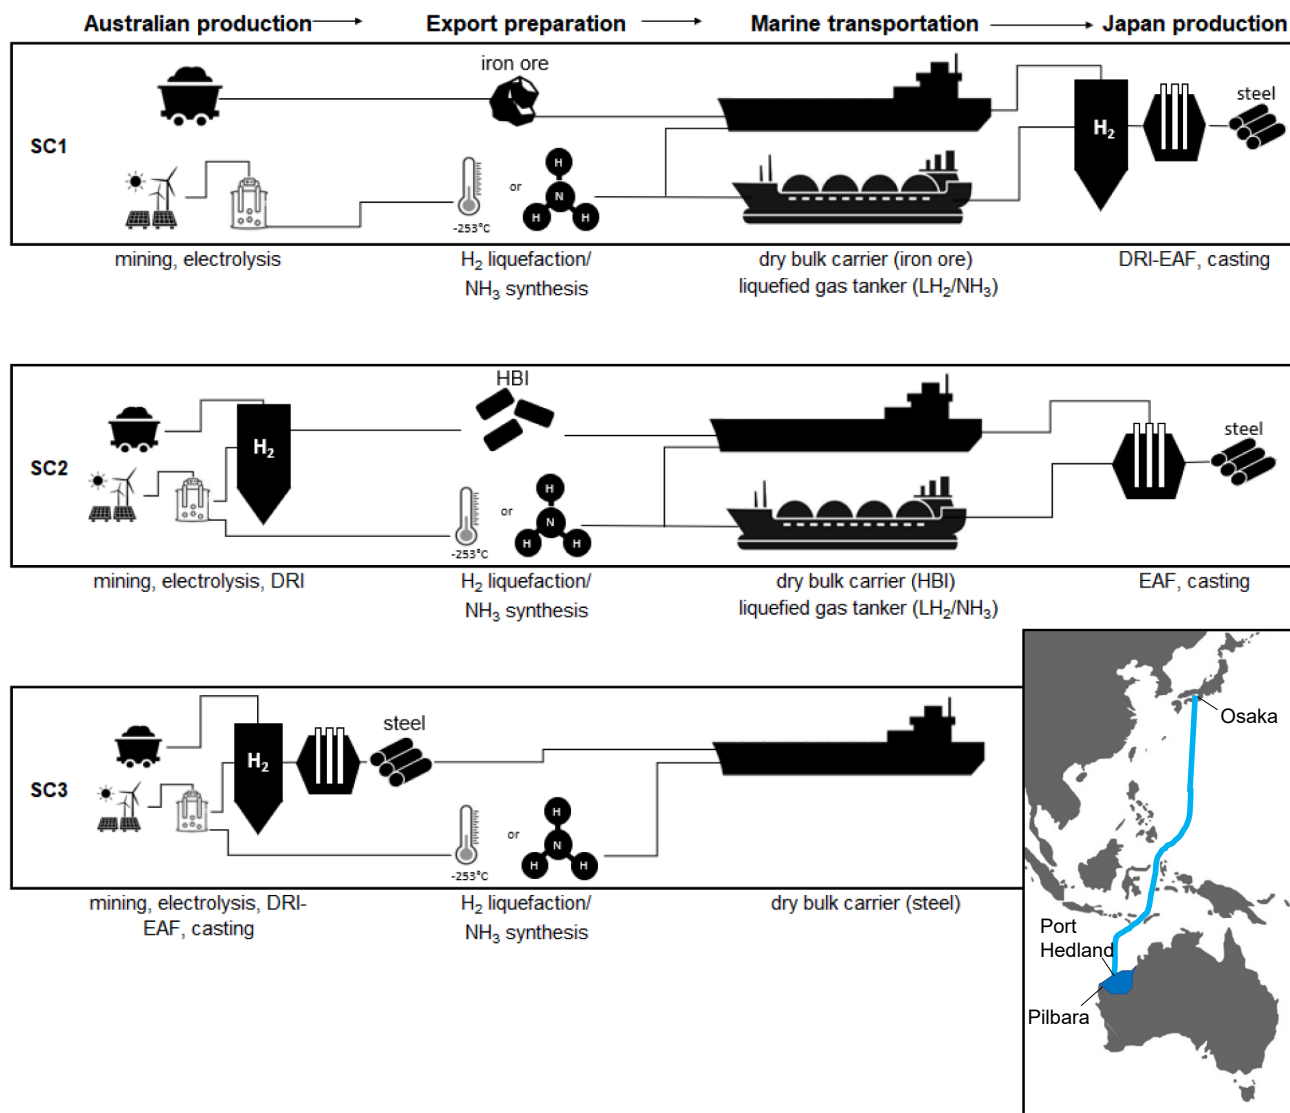 Australian production
Export preparation
Marine transportation
Japan production
iron ore
steel
SC1
H₂
H
N
H
H
or
-253°C
mining, electrolysis
H₂ liquefaction/
NH₃ synthesis
dry bulk carrier (iron ore)
liquefied gas tanker (LH₂/NH₃)
DRI-EAF, casting
HBI
steel
SC2
H₂
H
N
H
H
or
-253°C
mining, electrolysis, DRI
H₂ liquefaction/
NH₃ synthesis
dry bulk carrier (HBI)
liquefied gas tanker (LH₂/NH₃)
EAF, casting
steel
SC3
H₂
H
N
H
H
or
-253°C
mining, electrolysis, DRI-
EAF, casting
H₂ liquefaction/
NH₃ synthesis
dry bulk carrier (steel)
Osaka
Port
Hedland
Pilbara